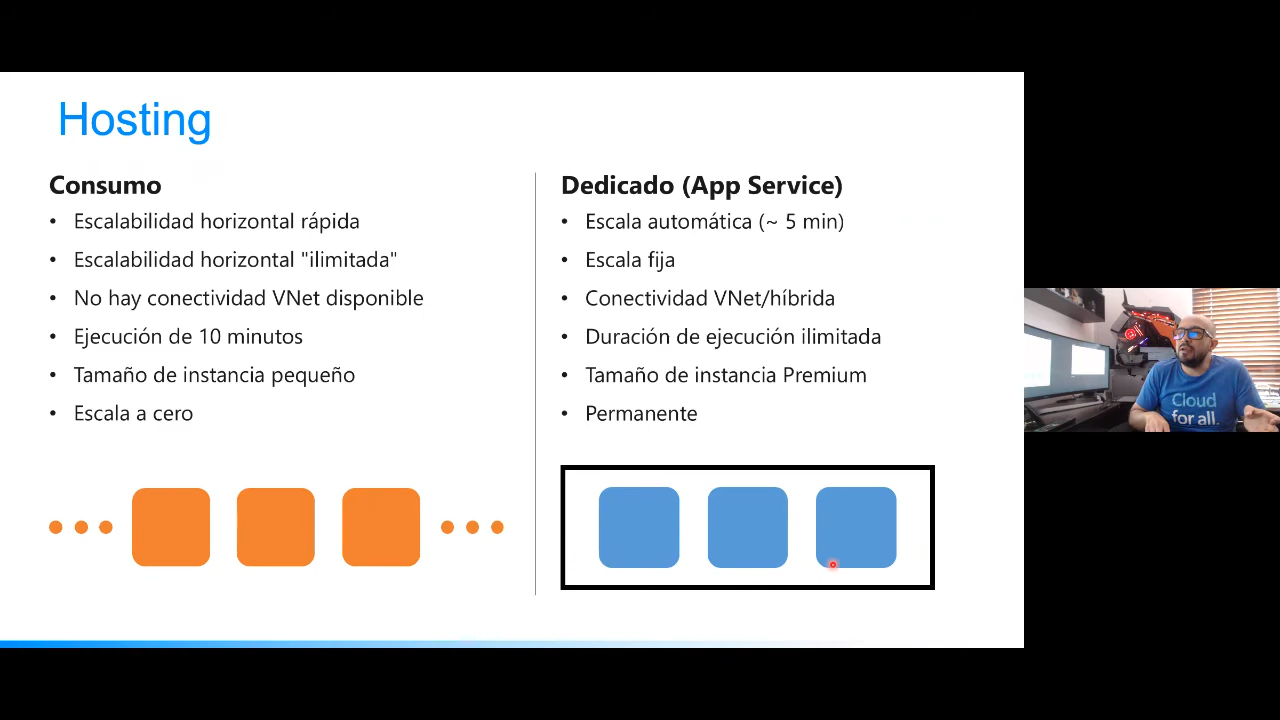 Hosting
Consumo
• Escalabilidad horizontal rápida
• Escalabilidad horizontal "ilimitada"
• No hay conectividad VNet disponible
• Ejecución de 10 minutos
• Tamaño de instancia pequeño
• Escala a cero
Dedicado (App Service)
• Escala automática (~ 5 min)
• Escala fija
• Conectividad VNet/híbrida
• Duración de ejecución ilimitada
• Tamaño de instancia Premium
• Permanente
Cloud
for all.